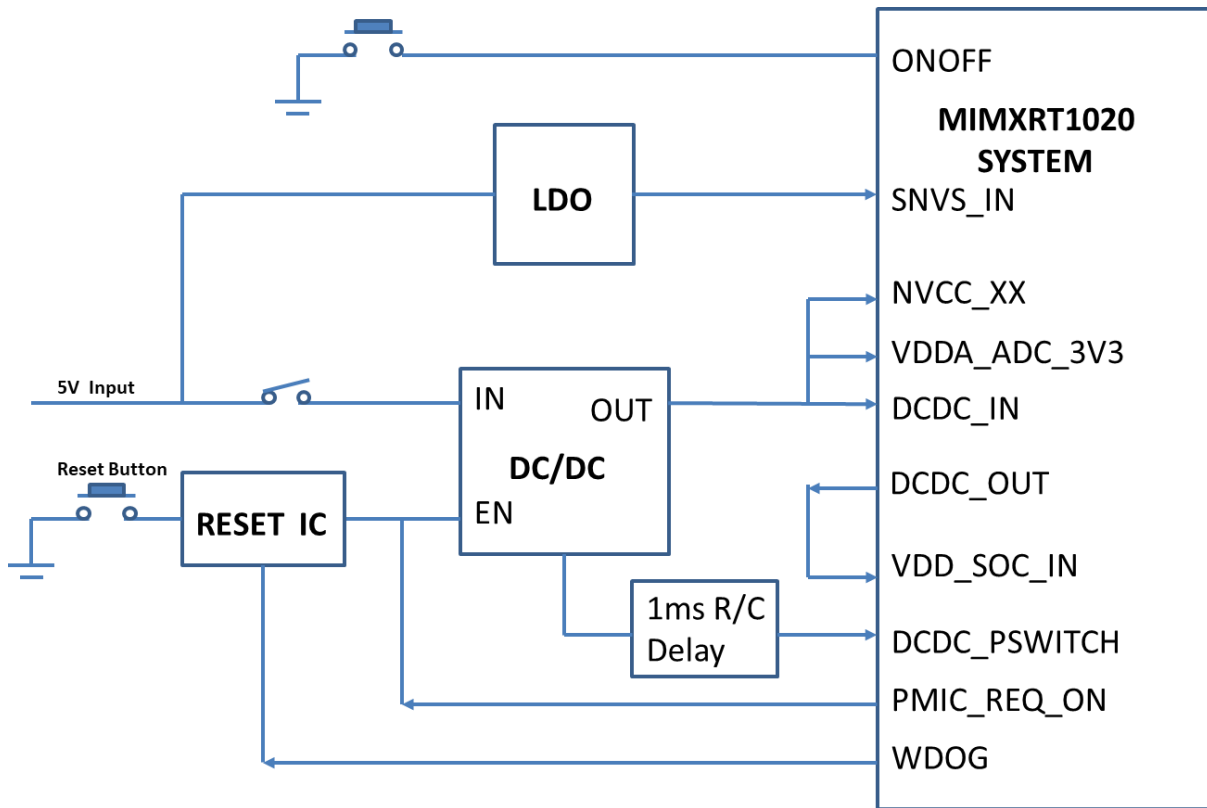 ONOFF
MIMXRT1020
SYSTEM
LDO
SNVS_IN
NVCC_XX
VDDA_ADC_3V3
5V Input
IN
OUT
DCDC_IN
DC/DC
Reset Button
DCDC_OUT
RESET IC
EN
VDD_SOC_IN
1ms R/C
Delay
DCDC_PSWITCH
PMIC_REQ_ON
WDOG